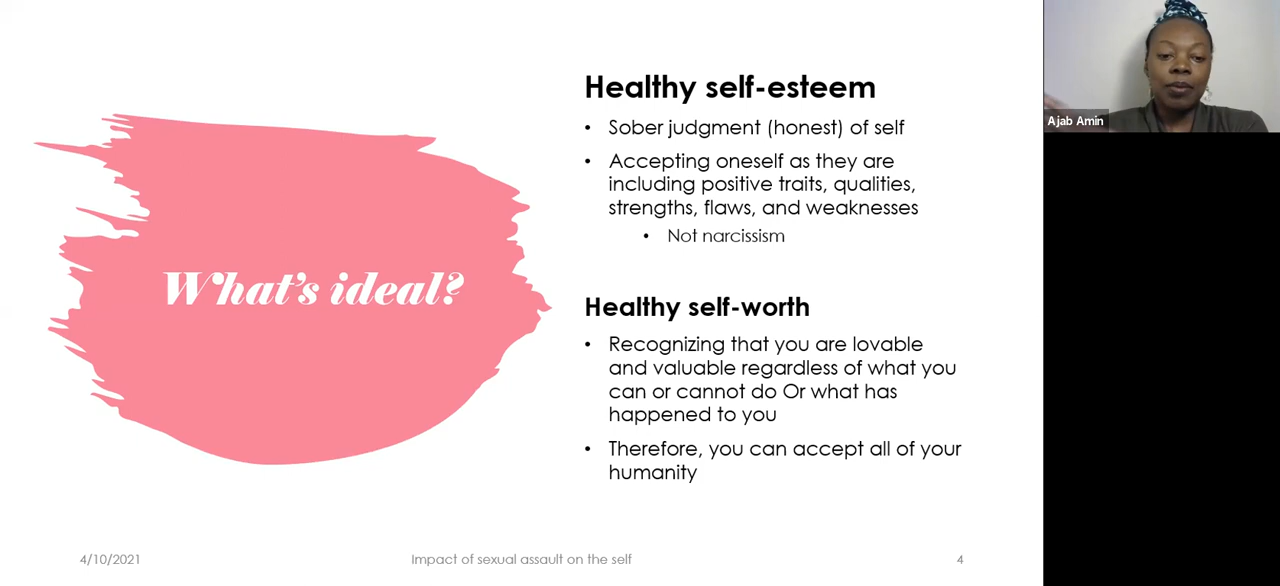 What's ideal?
Healthy self-esteem
• Sober judgment (honest) of self
• Accepting oneself as they are
including positive traits, qualities,
strengths, flaws, and weaknesses
• Not narcissism
Healthy self-worth
• Recognizing that you are lovable
and valuable regardless of what you
can or cannot do Or what has
happened to you
• Therefore, you can accept all of your
humanity
4/10/2021
Impact of sexual assault on the self
4
Ajab Amin